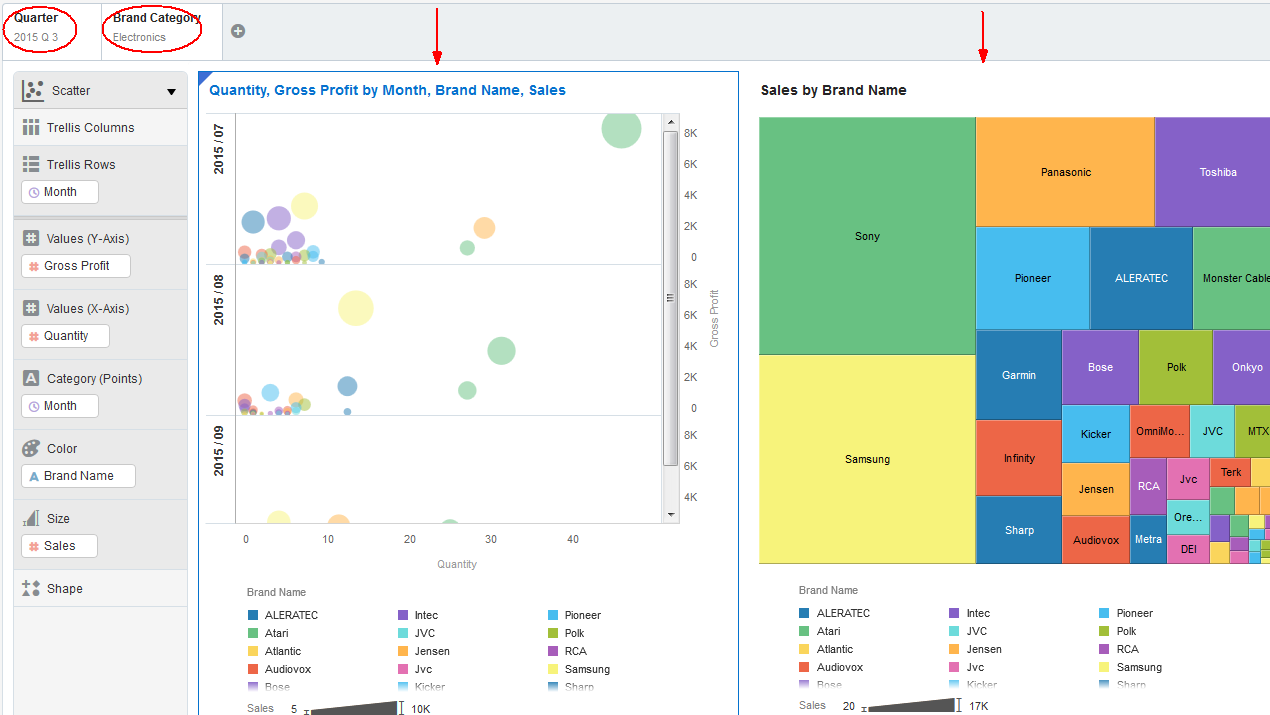 Quarter
2015 Q 3
Brand Category
Electronics
Scatter
Trellis Columns
Trellis Rows
Month
Values (Y-Axis)
Gross Profit
Values (X-Axis)
Quantity
Category (Points)
Month
Color
Brand Name
Size
Sales
Shape
Quantity, Gross Profit by Month, Brand Name, Sales
2015 / 07
8K
6K
4K
2K
0
2015 / 08
8K
6K
4K
2K
0
2015 / 09
8K
6K
4K
Gross Profit
0 10 20 30 40
Quantity
Brand Name
ALERATEC Intec Pioneer
Atari JVC Polk
Atlantic Jensen RCA
Audiovox Jvc Samsung
Bose Kicker Sharp
Sales 5 10K
Sales by Brand Name
Sony
Samsung
Panasonic
Toshiba
Pioneer
ALERATEC
Monster Cable
Garmin
Bose
Polk
Onkyo
Kicker
OmniMo...
JVC
MTX
Infinity
Jensen
RCA
Jvc
Terk
Ore...
Sharp
Audiovox
Metra
DEI
Brand Name
ALERATEC Intec Pioneer
Atari JVC Polk
Atlantic Jensen RCA
Audiovox Jvc Samsung
Bose Kicker Sharp
Sales 20 17K